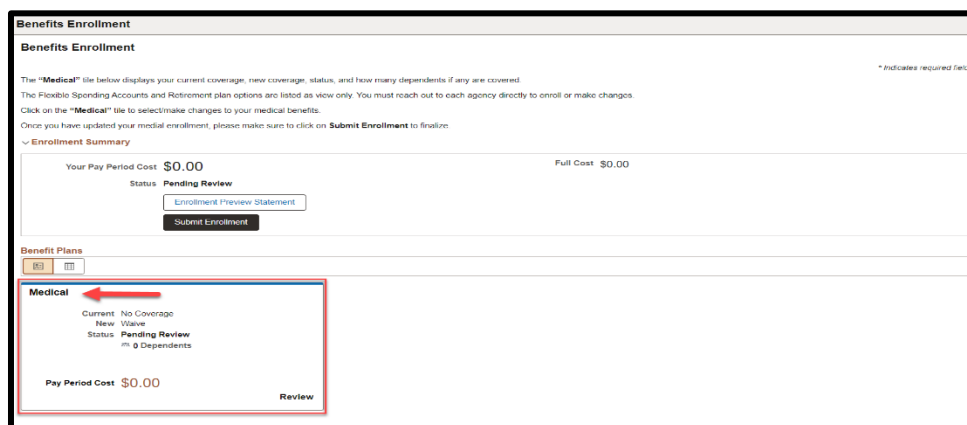 Benefits Enrollment
Benefits Enrollment
* Indicates required field
The “Medical” tile below displays your current coverage, new coverage, status, and how many dependents if any are covered.
The Flexible Spending Accounts and Retirement plan options are listed as view only. You must reach out to each agency directly to enroll or make changes.
Click on the “Medical” tile to select/make changes to your medical benefits.
Once you have updated your medial enrollment, please make sure to click on Submit Enrollment to finalize
Enrollment Summary
Your Pay Period Cost $0.00 Full Cost $0.00
Status Pending Review
Enrollment Preview Statement
Submit Enrollment
Benefit Plans
Medical
Current No Coverage
New Waive
Status Pending Review
0 Dependents
Pay Period Cost $0.00
Review